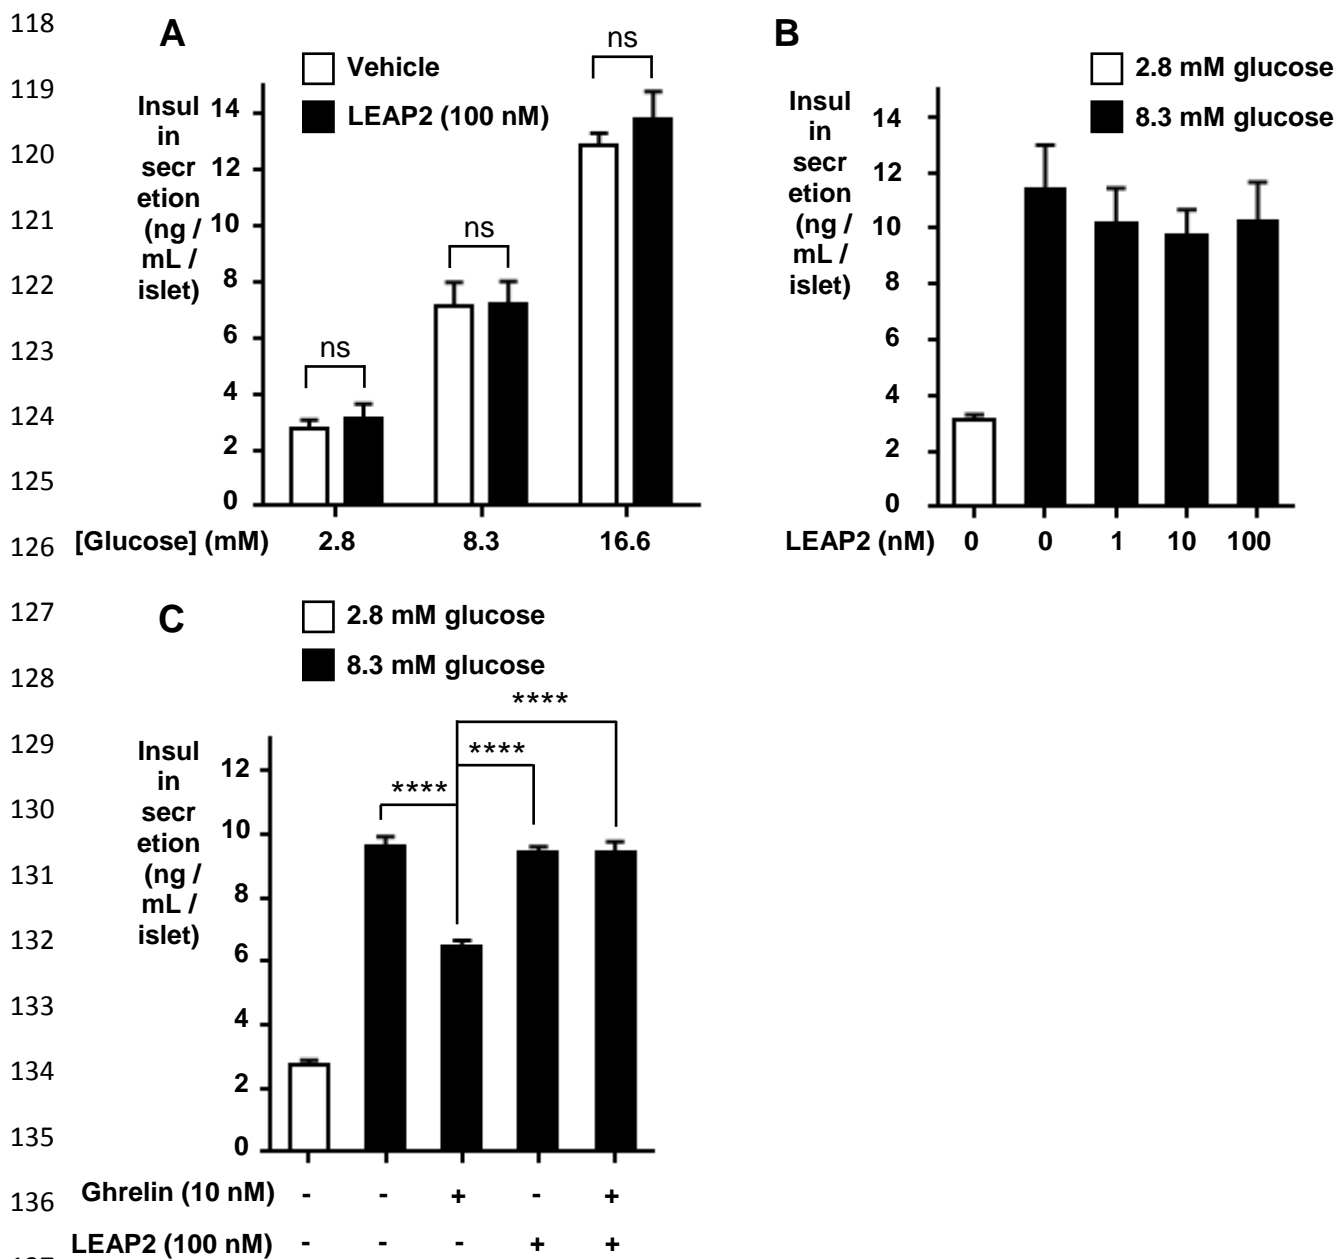 118
119
120
121
122
123
124
125
126
127
128
129
130
131
132
133
134
135
136
A
Vehicle
LEAP2 (100 nM)
Insul
in
secr
etion
(ng /
mL /
islet)
14
12
10
8
6
4
2
0
ns
ns
ns
[Glucose] (mM)
2.8
8.3
16.6
B
2.8 mM glucose
8.3 mM glucose
Insul
in
secr
etion
(ng /
mL /
islet)
14
12
10
8
6
4
2
0
LEAP2 (nM)
0
0
1
10
100
C
2.8 mM glucose
8.3 mM glucose
Insul
in
secr
etion
(ng /
mL /
islet)
12
10
8
6
4
2
0
****
****
****
Ghrelin (10 nM) - - + - +
LEAP2 (100 nM) - - - + +